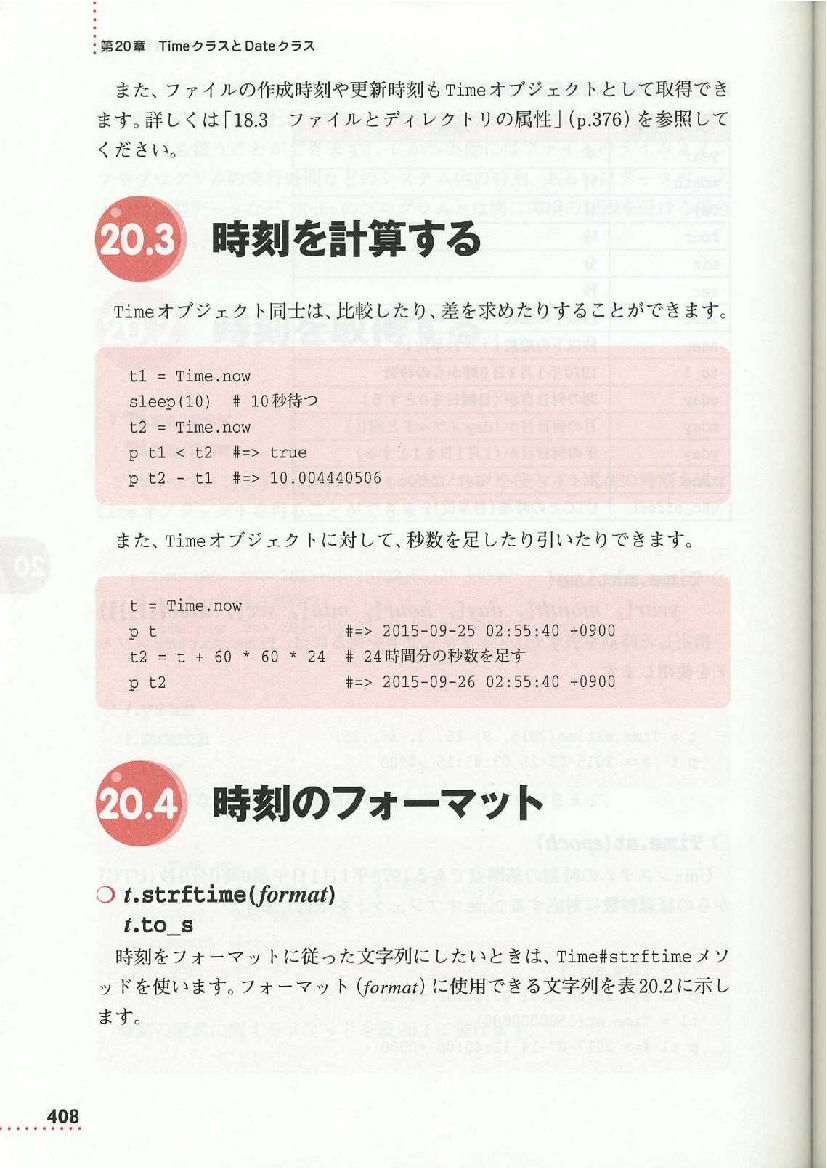 第20章 TimeクラスとDateクラス
また、ファイルの作成時刻や更新時刻もTimeオブジェクトとして取得でき
ます。詳しくは「18.3 ファイルとディレクトリの属性」(p.376)を参照して
ください。
20.3 時刻を計算する
Timeオブジェクト同士は、比較したり、差を求めたりすることができます。
t1 = Time.now
sleep(10) # 10秒待つ
t2 = Time.now
p t1 < t2 #=> true
p t2 - t1 #=> 10.004440506
また、Timeオブジェクトに対して、秒数を足したり引いたりできます。
t = Time.now
p t #=> 2015-09-25 02:55:40 +0900
t2 = t + 60 * 60 * 24 # 24時間分の秒数を足す
p t2 #=> 2015-09-26 02:55:40 +0900
20.4 時刻のフォーマット
❍ t.strftime(format)
t.to_s
時刻をフォーマットに従った文字列にしたいときは、Time#strftimeメソ
ッドを使います。フォーマット(format)に使用できる文字列を表20.2に示し
ます。
408